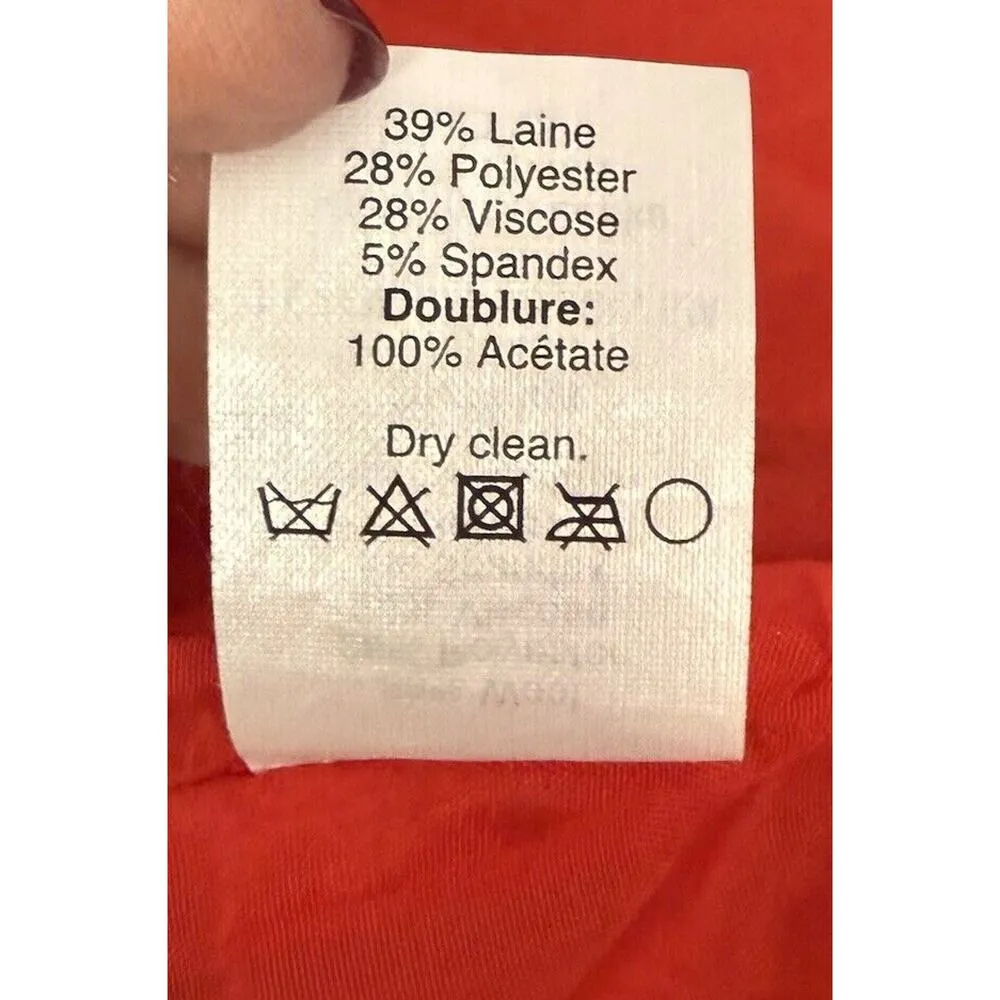 39% Laine
28% Polyester
28% Viscose
5% Spandex
Doublure:
100% Acétate
Dry clean.